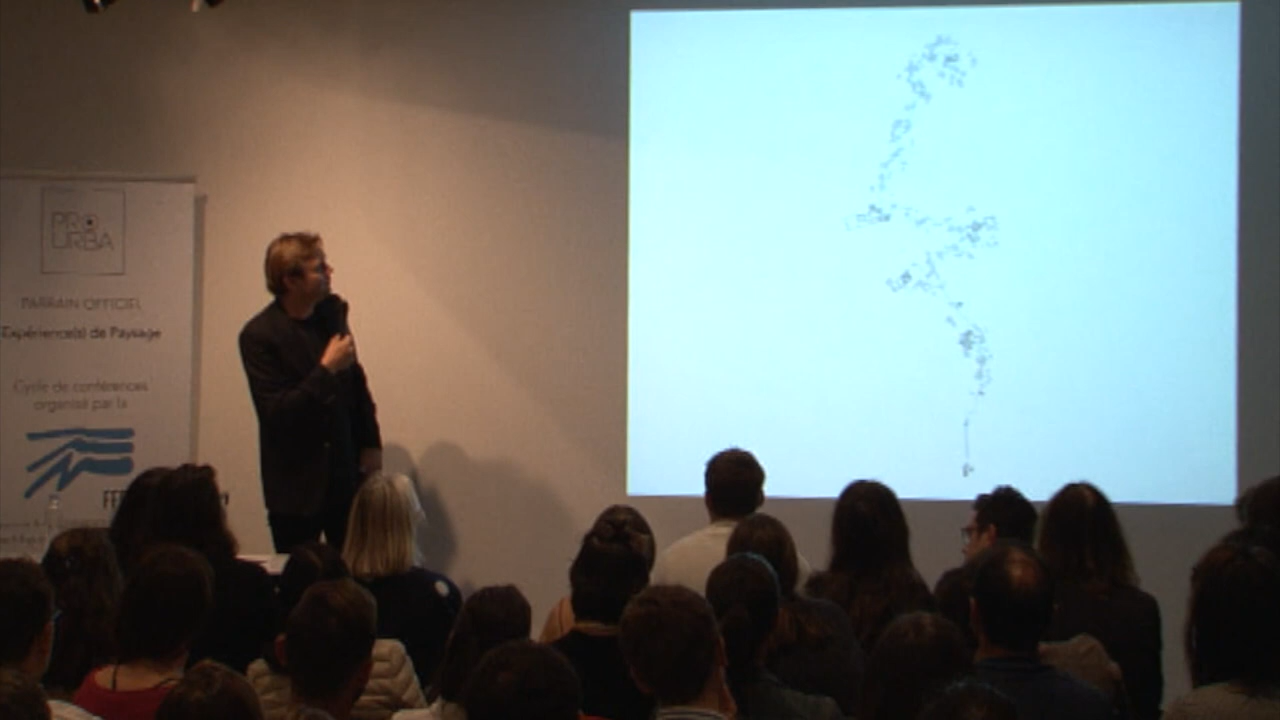 PRO
URBA
PARRAIN OFFICIEL
Expérience(s) de Paysage
Cycle de conférences
organisé par la